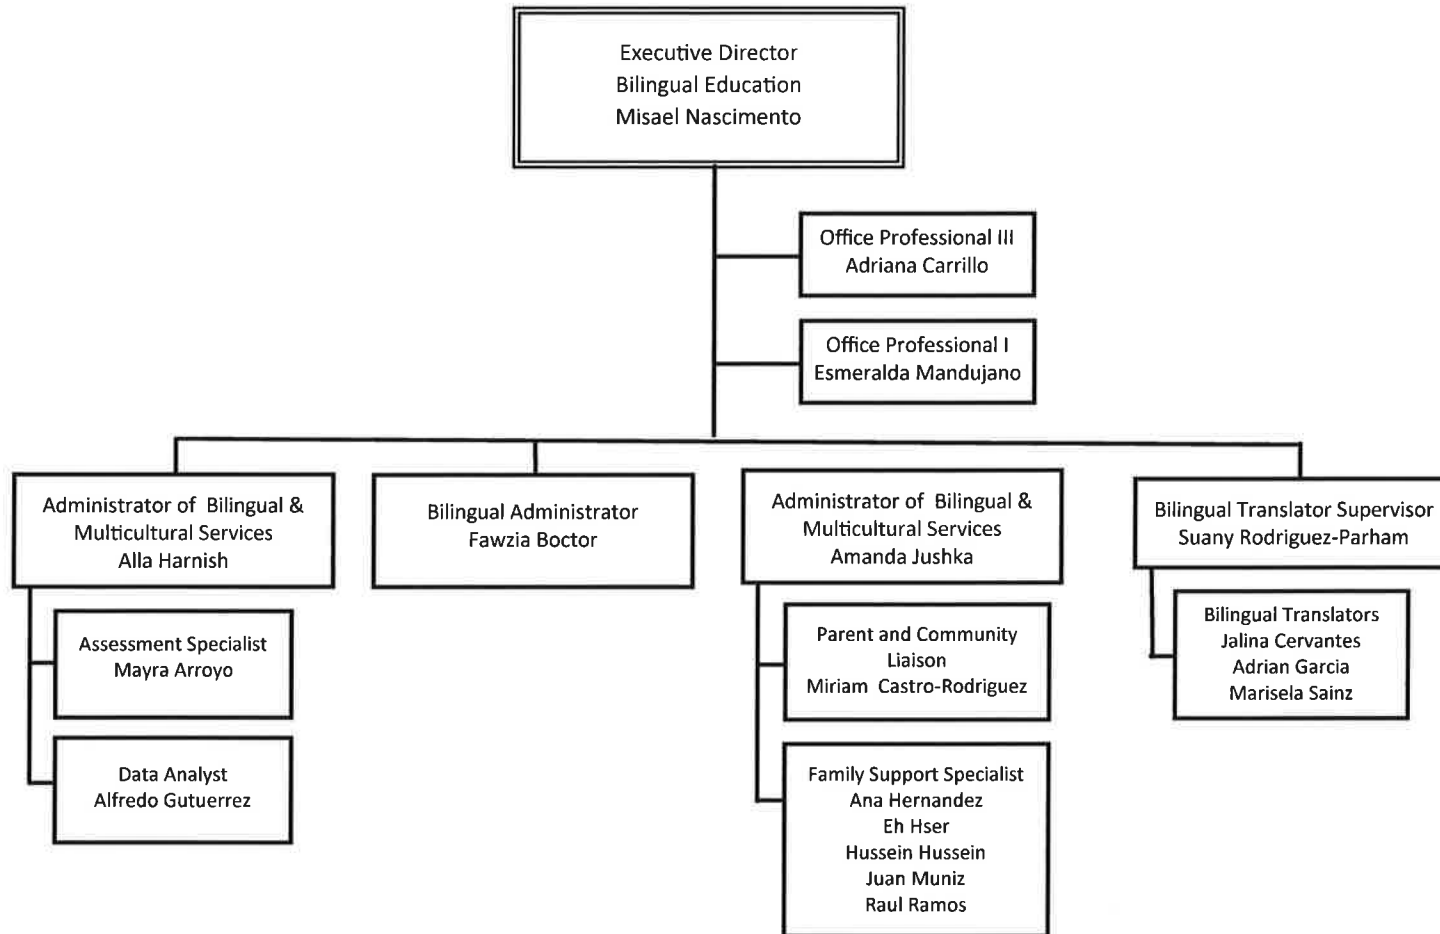 Executive Director
Bilingual Education
Misael Nascimento
Office Professional III
Adriana Carrillo
Office Professional I
Esmeralda Mandujano
Administrator of Bilingual &
Multicultural Services
Alla Harnish
Bilingual Administrator
Fawzia Boctor
Administrator of Bilingual &
Multicultural Services
Amanda Jushka
Bilingual Translator Supervisor
Suany Rodriguez-Parham
Assessment Specialist
Mayra Arroyo
Data Analyst
Alfredo Gutuerrez
Parent and Community
Liaison
Miriam Castro-Rodriguez
Family Support Specialist
Ana Hernandez
Eh Hser
Hussein Hussein
Juan Muniz
Raul Ramos
Bilingual Translators
Jalina Cervantes
Adrian Garcia
Marisela Sainz